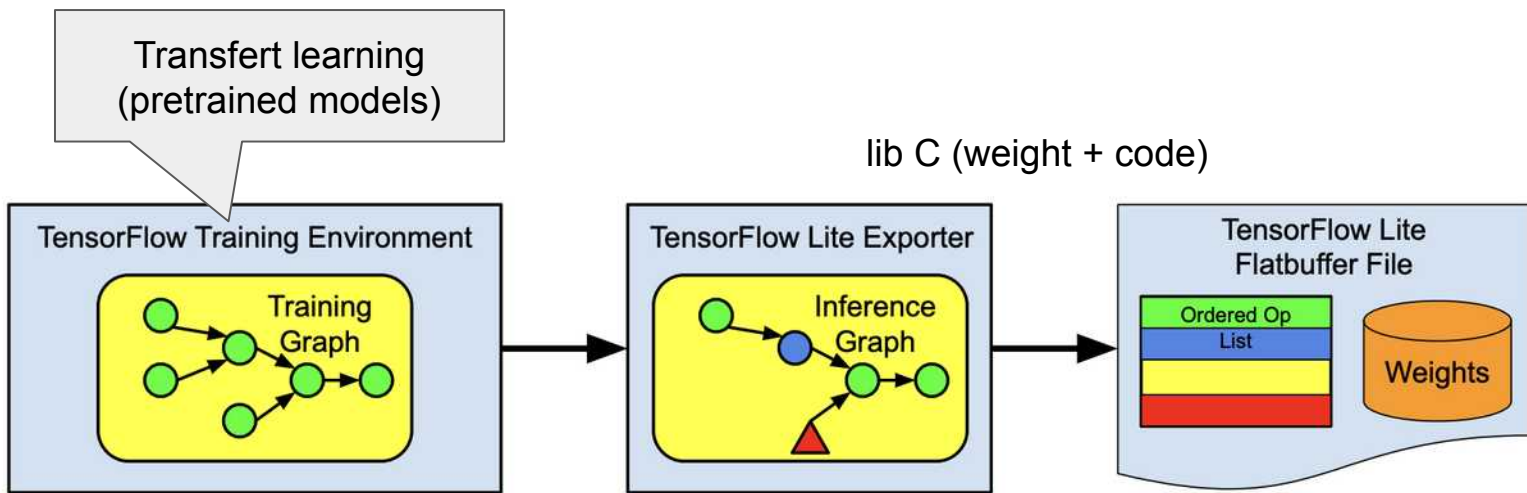 Transfert learning
(pretrained models)
lib C (weight + code)
TensorFlow Training Environment
Training
Graph
TensorFlow Lite Exporter
Inference
Graph
TensorFlow Lite
Flatbuffer File
Ordered Op
List
Weights